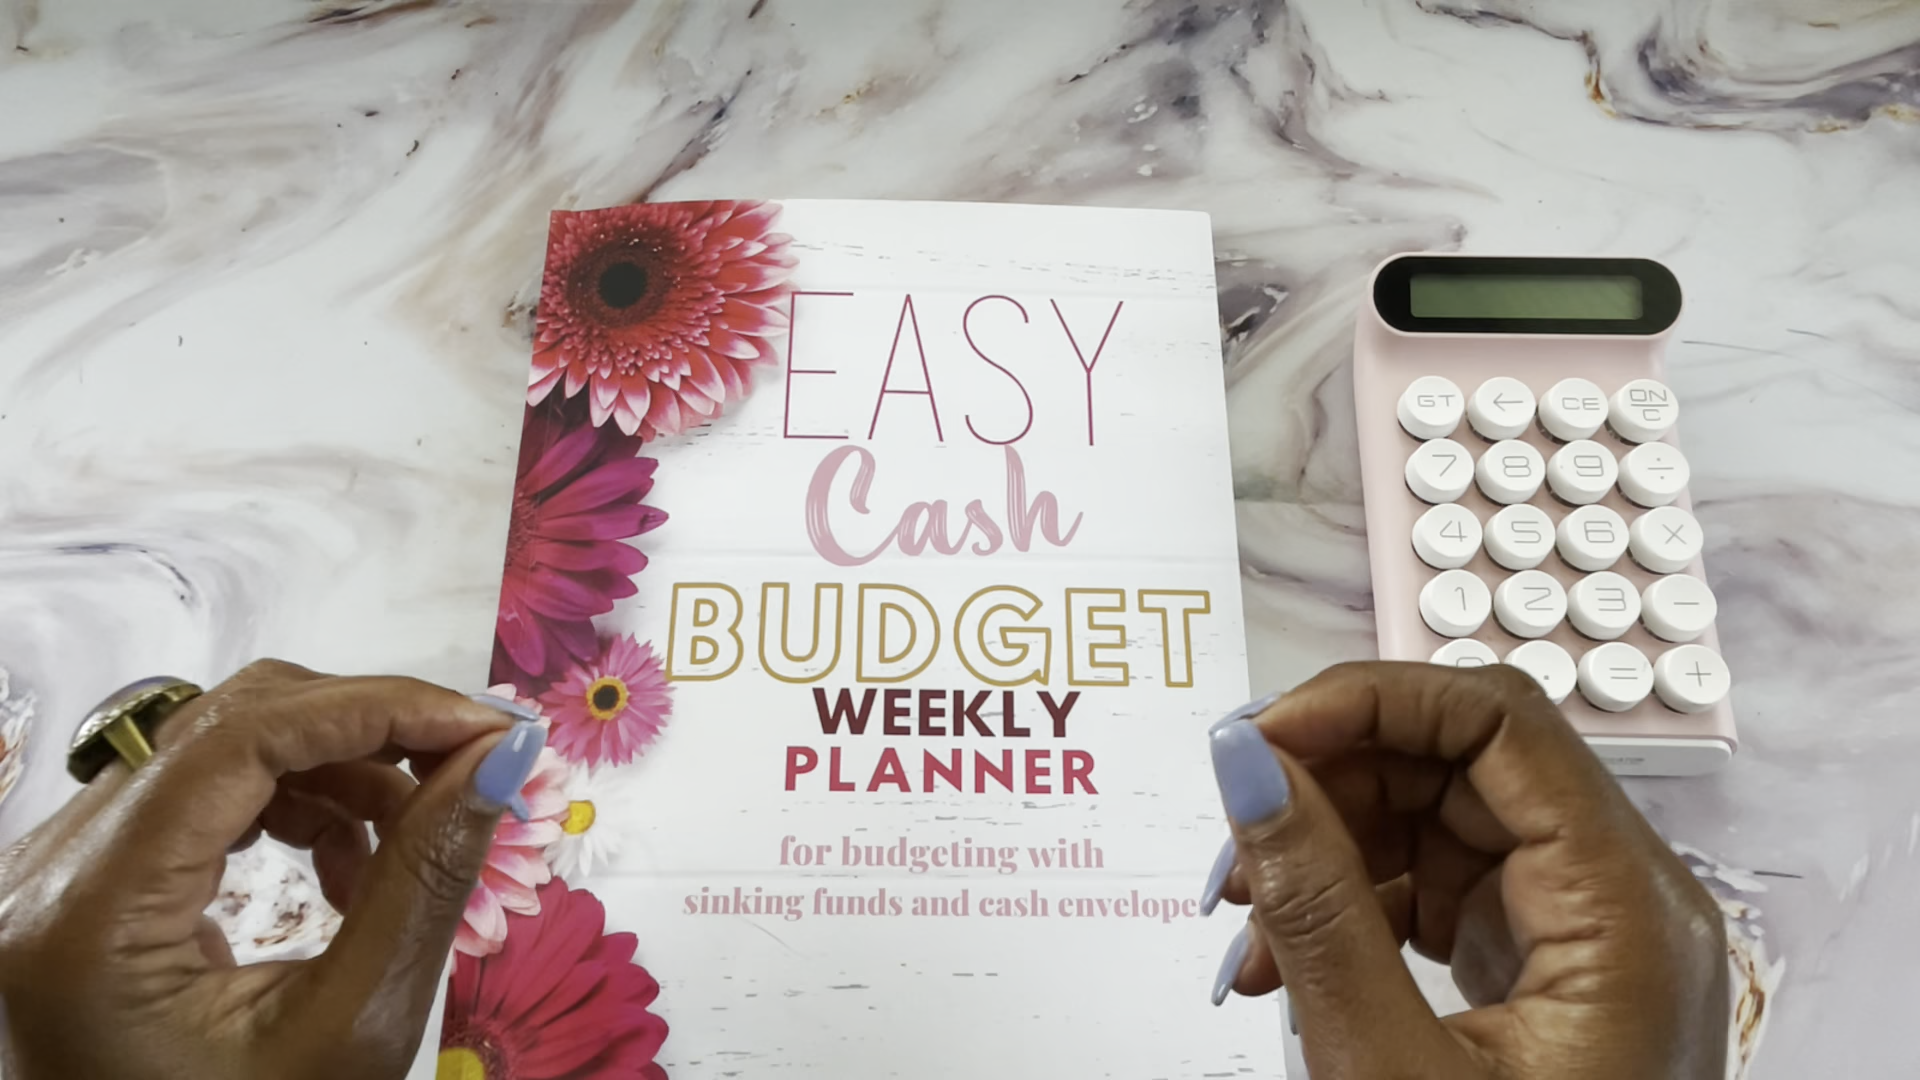 EASY
Cash
BUDGET
WEEKLY
PLANNER
for budgeting with
sinking funds and cash envelope
GT ← CE ON/C
7 8 9 ÷
4 5 6 ×
1 2 3 −
. = +